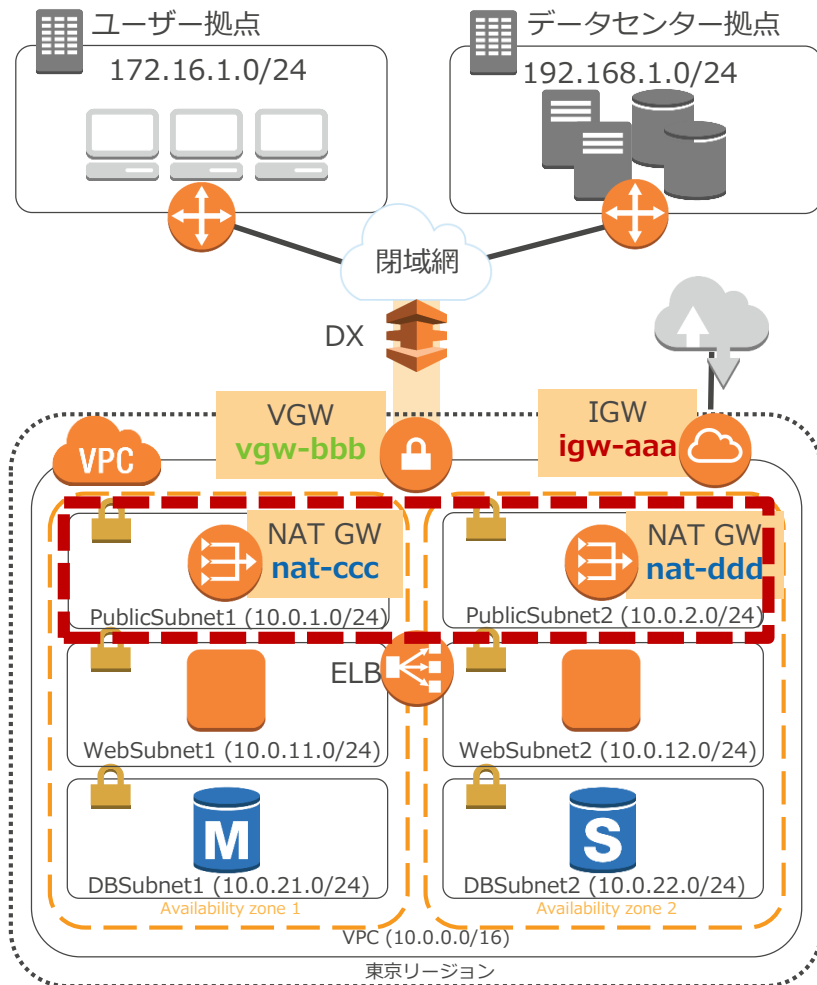 ユーザー拠点
172.16.1.0/24
データセンター拠点
192.168.1.0/24
閉域網
DX
VGW
vgw-bbb
IGW
igw-aaa
VPC
NAT GW
nat-ccc
PublicSubnet1 (10.0.1.0/24)
NAT GW
nat-ddd
PublicSubnet2 (10.0.2.0/24)
ELB
WebSubnet1 (10.0.11.0/24)
WebSubnet2 (10.0.12.0/24)
M
DBSubnet1 (10.0.21.0/24)
S
DBSubnet2 (10.0.22.0/24)
Availability zone 1
Availability zone 2
VPC (10.0.0.0/16)
東京リージョン